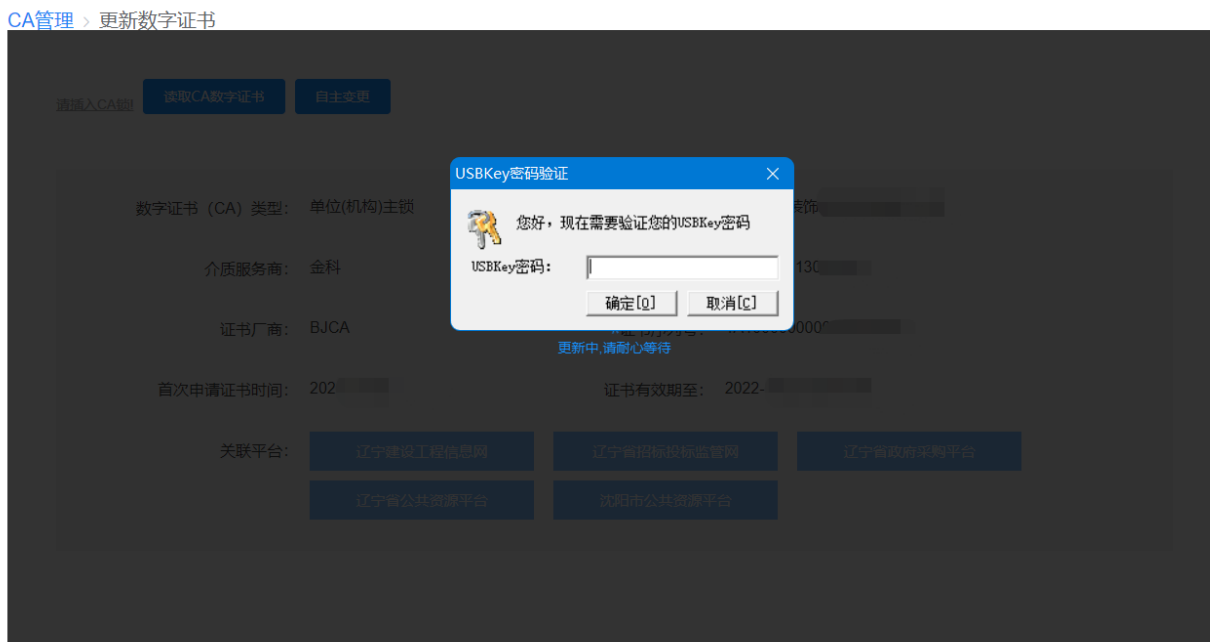 CA管理 > 更新数字证书
请插入CA锁!
读取CA数字证书 自主变更
USBKey密码验证
您好,现在需要验证您的USBKey密码
USBKey密码:
确定[O] 取消[C]
更新中,请耐心等待
数字证书(CA)类型: 单位(机构)主锁
装饰
介质服务商: 金科
130
证书厂商: BJCA
首次申请证书时间: 202
证书有效期至: 2022-
关联平台: 辽宁建设工程信息网 辽宁省招标投标监管网 辽宁省政府采购平台
辽宁省公共资源平台 沈阳市公共资源平台